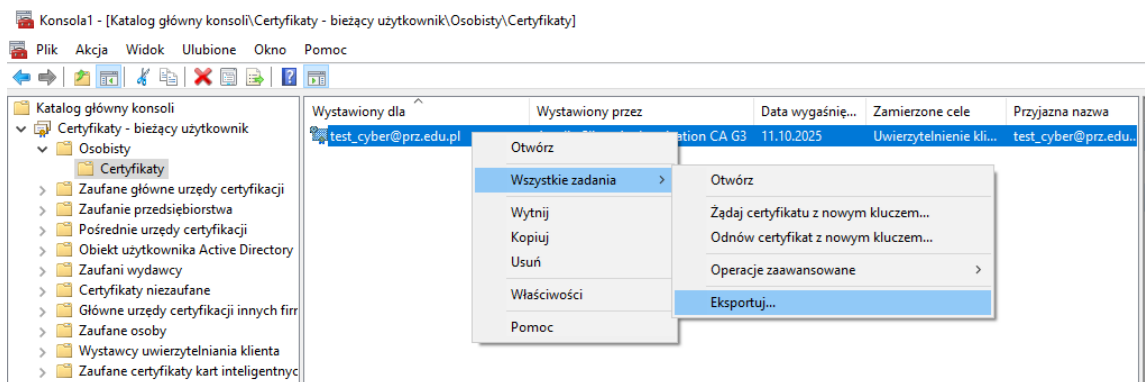 Konsola1 - [Katalog główny konsoli\Certyfikaty - bieżący użytkownik\Osobisty\Certyfikaty]
Plik Akcja Widok Ulubione Okno Pomoc
Katalog główny konsoli
Certyfikaty - bieżący użytkownik
Osobisty
Certyfikaty
Zaufane główne urzędy certyfikacji
Zaufanie przedsiębiorstwa
Pośrednie urzędy certyfikacji
Obiekt użytkownika Active Directory
Zaufani wydawcy
Certyfikaty niezaufane
Główne urzędy certyfikacji innych firr
Zaufane osoby
Wystawcy uwierzytelniania klienta
Zaufane certyfikaty kart inteligentnyc
Wystawiony dla Wystawiony przez Data wygaśnię... Zamierzone cele Przyjazna nazwa
test_cyber@prz.edu.pl CA G3 11.10.2025 Uwierzytelnienie kli... test_cyber@prz.edu..
Otwórz
Wszystkie zadania
Wytnij
Kopiuj
Usuń
Właściwości
Pomoc
Otwórz
Żądaj certyfikatu z nowym kluczem...
Odnów certyfikat z nowym kluczem...
Operacje zaawansowane
Eksportuj...